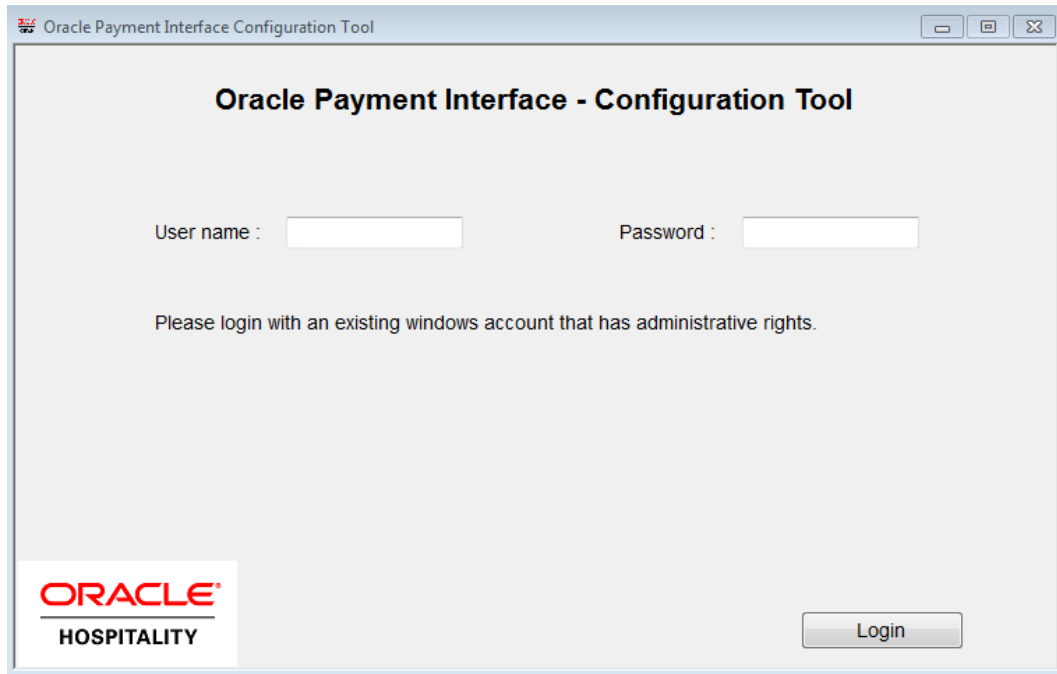 Oracle Payment Interface Configuration Tool
Oracle Payment Interface - Configuration Tool
User name :
Password :
Please login with an existing windows account that has administrative rights.
ORACLE®
HOSPITALITY
Login